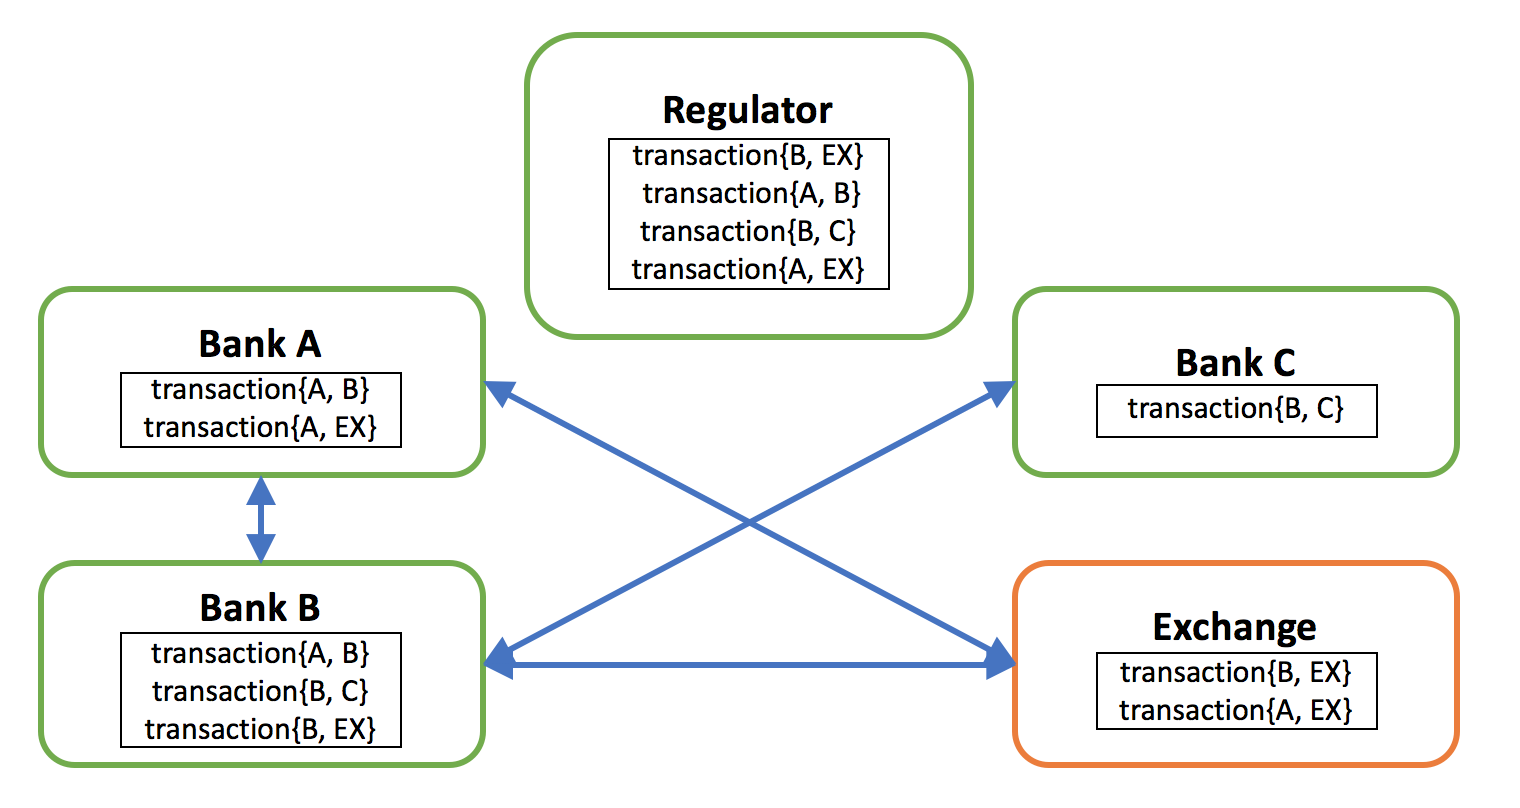 Regulator
transaction{B, EX}
transaction{A, B}
transaction{B, C}
transaction{A, EX}
Bank A
transaction{A, B}
transaction{A, EX}
Bank C
transaction{B, C}
Bank B
transaction{A, B}
transaction{B, C}
transaction{B, EX}
Exchange
transaction{B, EX}
transaction{A, EX}